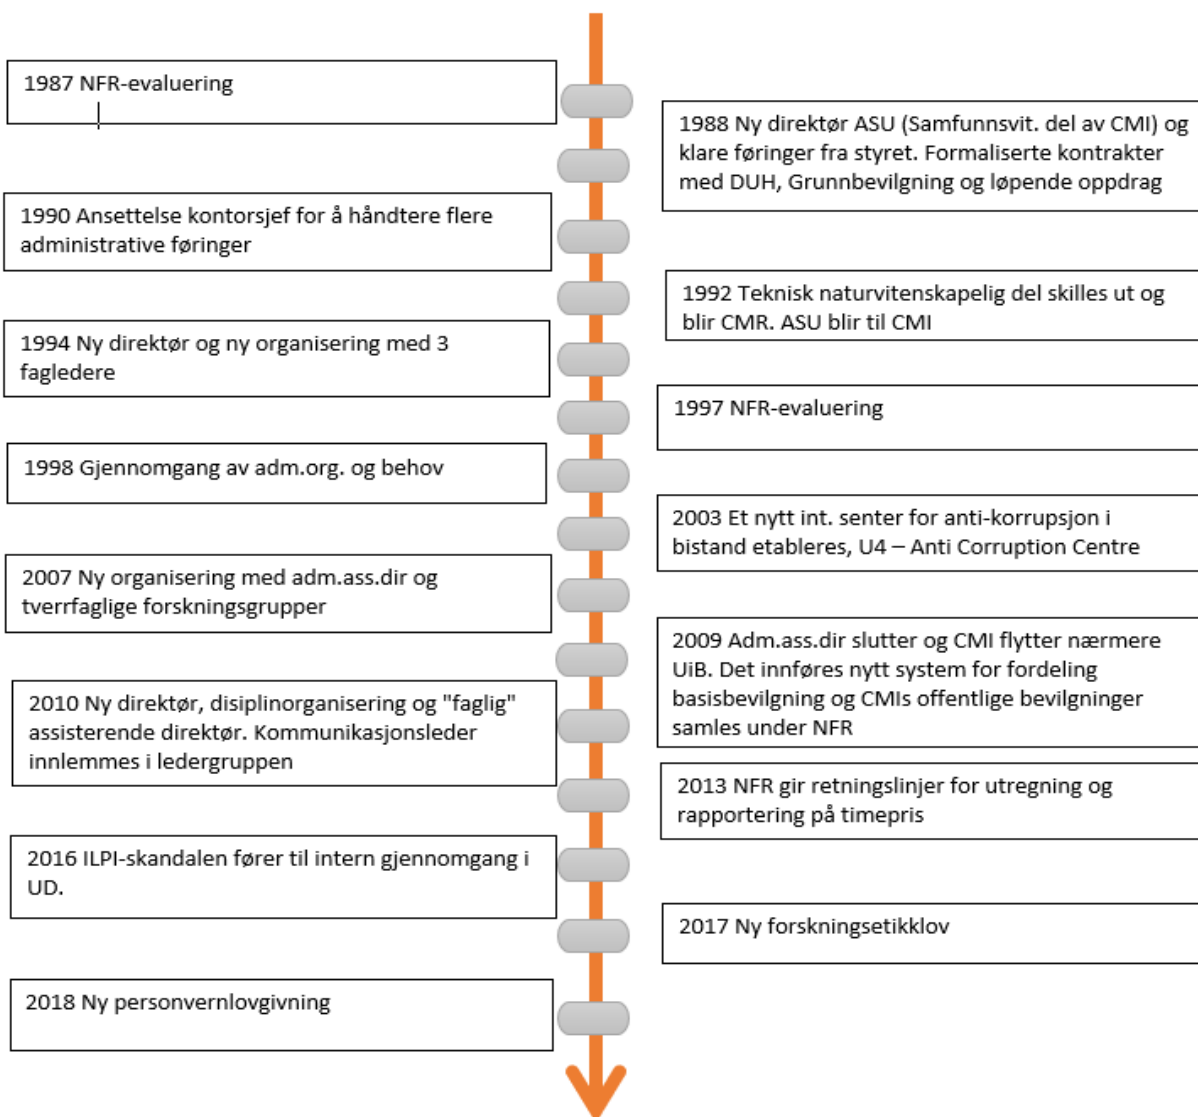 1987 NFR-evaluering
1988 Ny direktør ASU (Samfunnsvit. del av CMI) og
klare føringer fra styret. Formaliserte kontrakter
med DUH, Grunnbevilgning og løpende oppdrag
1990 Ansettelse kontorsjef for å håndtere flere
administrative føringer
1992 Teknisk naturvitenskapelig del skilles ut og
blir CMR. ASU blir til CMI
1994 Ny direktør og ny organisering med 3
fagledere
1997 NFR-evaluering
1998 Gjennomgang av adm.org. og behov
2003 Et nytt int. senter for anti-korrupsjon i
bistand etableres, U4 – Anti Corruption Centre
2007 Ny organisering med adm.ass.dir og
tverrfaglige forskningsgrupper
2009 Adm.ass.dir slutter og CMI flytter nærmere
UiB. Det innføres nytt system for fordeling
basisbevilgning og CMIs offentlige bevilgninger
samles under NFR
2010 Ny direktør, disiplinorganisering og "faglig"
assisterende direktør. Kommunikasjonsleder
innlemmes i ledergruppen
2013 NFR gir retningslinjer for utregning og
rapportering på timepris
2016 ILPI-skandalen fører til intern gjennomgang i
UD.
2017 Ny forskningsetikklov
2018 Ny personvernlovgivning